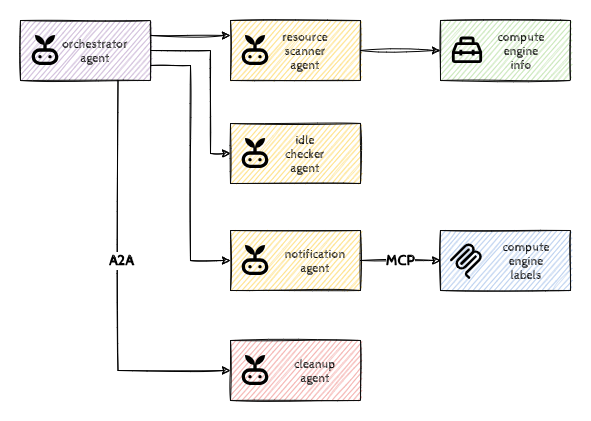 orchestrator
agent
resource
scanner
agent
compute
engine
info
idle
checker
agent
A2A
notification
agent
MCP
compute
engine
labels
cleanup
agent